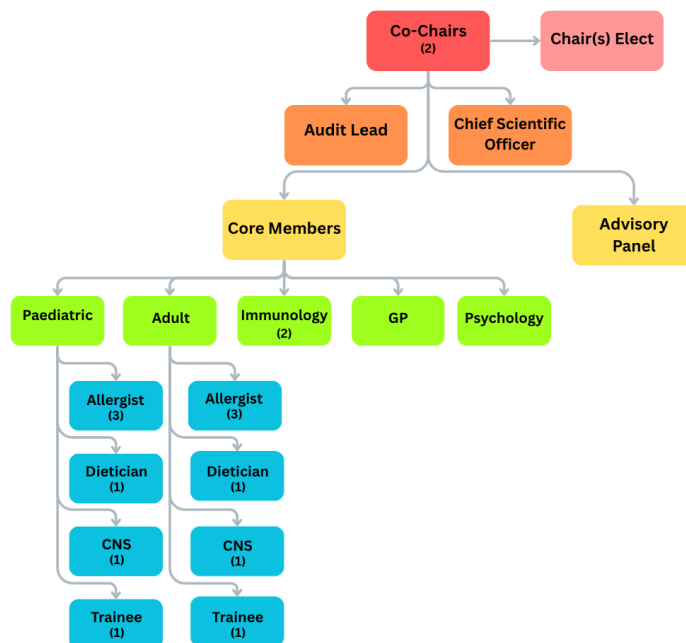 Co-Chairs
(2)
Chair(s) Elect
Audit Lead
Chief Scientific
Officer
Core Members
Advisory
Panel
Paediatric
Adult
Immunology
(2)
GP
Psychology
Allergist
(3)
Allergist
(3)
Dietician
(1)
Dietician
(1)
CNS
(1)
CNS
(1)
Trainee
(1)
Trainee
(1)